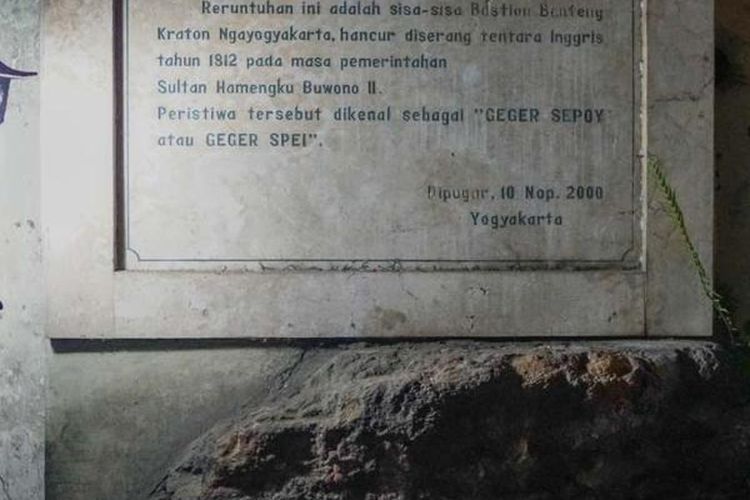 Reruntuhan ini adalah sisa-sisa Bastion Benteng
Kraton Ngayogyakarta, hancur diserang tentara Inggris
tahun 1812 pada masa pemerintahan
Sultan Hamengku Buwono II.
Peristiwa tersebut dikenal sebagai "GEGER SEPOY
atau GEGER SPEI".
Dipugar, 10 Nop. 2000
Yogyakarta